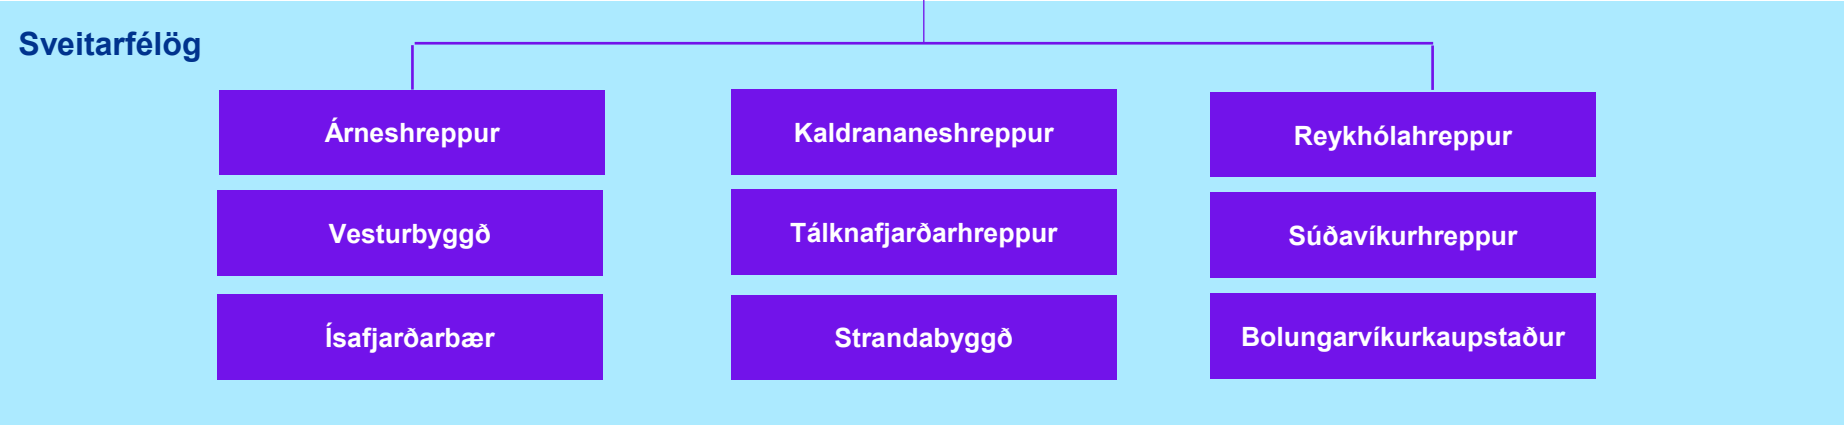 Sveitarfélög
Árneshreppur
Kaldrananeshreppur
Reykhólahreppur
Vesturbyggð
Tálknafjarðarhreppur
Súðavíkurhreppur
Ísafjarðarbær
Strandabyggð
Bolungarvíkurkaupstaður